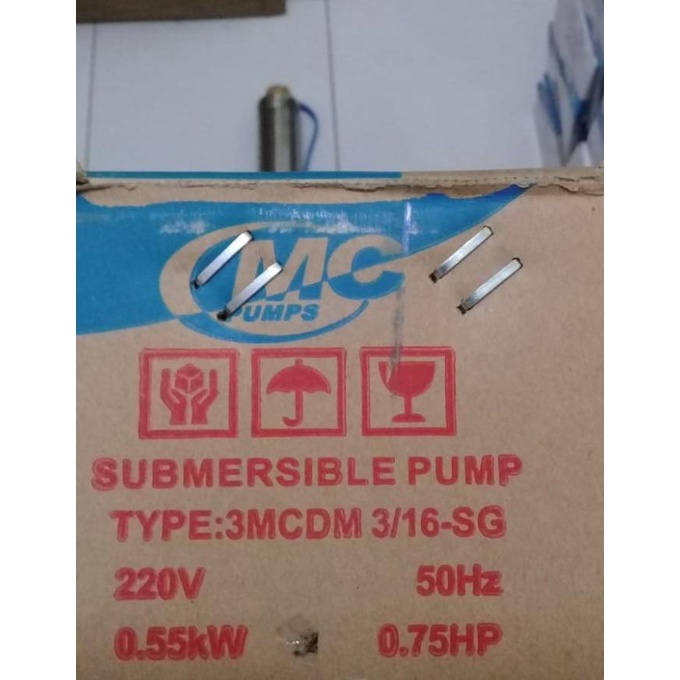 MC
PUMPS
SUBMERSIBLE PUMP
TYPE:3MCDM 3/16-SG
220V 50Hz
0.55kW 0.75HP